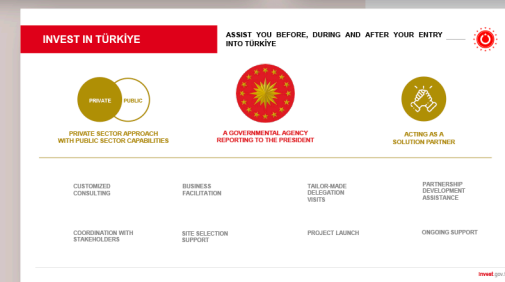 INVEST IN TÜRKİYE
ASSIST YOU BEFORE, DURING AND AFTER YOUR ENTRY
INTO TÜRKİYE
PRIVATE
PUBLIC
PRIVATE SECTOR APPROACH
WITH PUBLIC SECTOR CAPABILITIES
A GOVERNMENTAL AGENCY
REPORTING TO THE PRESIDENT
ACTING AS A
SOLUTION PARTNER
CUSTOMIZED
CONSULTING
BUSINESS
FACILITATION
TAILOR-MADE
DELEGATION
VISITS
PARTNERSHIP
DEVELOPMENT
ASSISTANCE
COORDINATION WITH
STAKEHOLDERS
SITE SELECTION
SUPPORT
PROJECT LAUNCH
ONGOING SUPPORT
invest.gov.